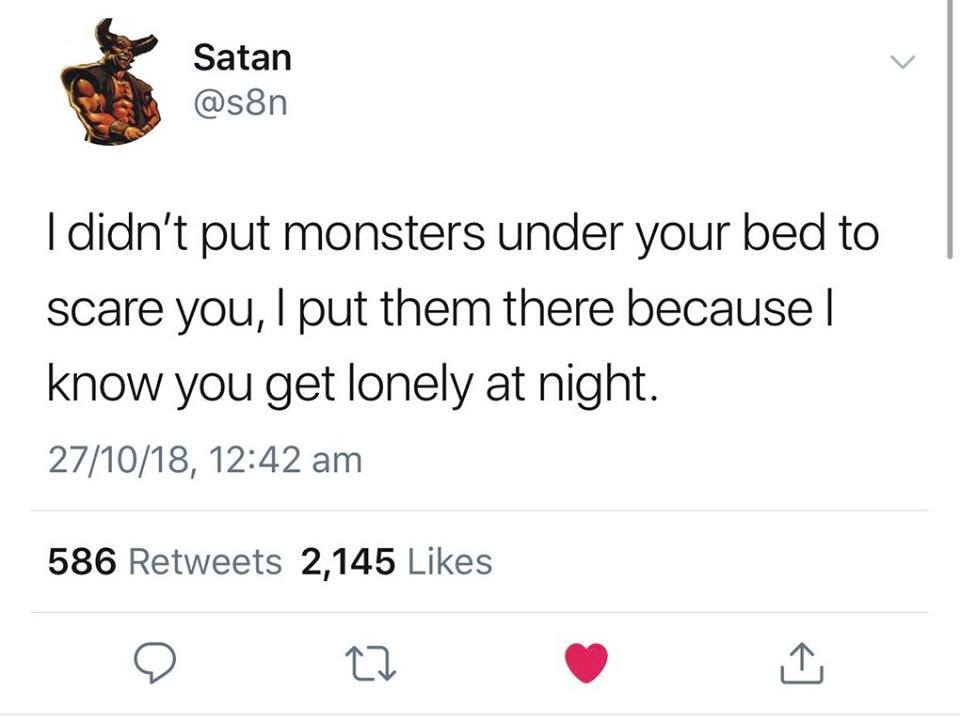 Satan
@s8n
I didn’t put monsters under your bed to
scare you, I put them there because I
know you get lonely at night.
27/10/18, 12:42 am
586 Retweets 2,145 Likes